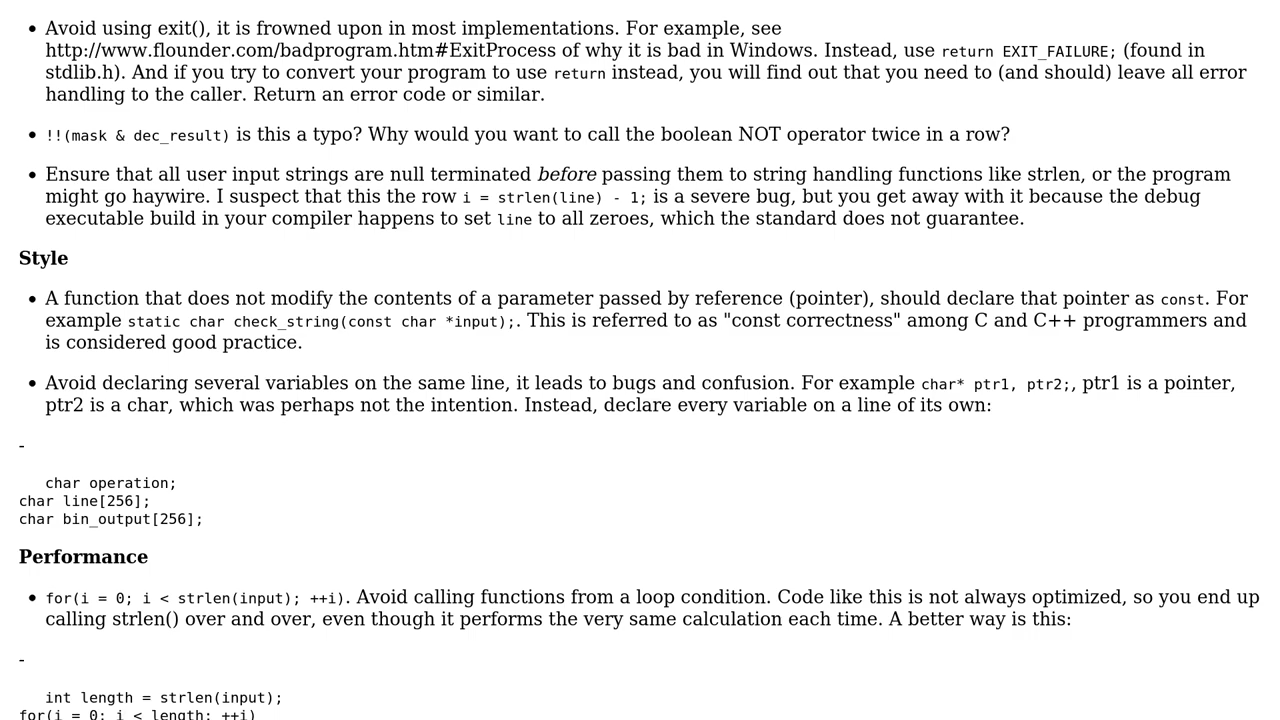 • Avoid using exit(), it is frowned upon in most implementations. For example, see
http://www.flounder.com/badprogram.htm#ExitProcess of why it is bad in Windows. Instead, use return EXIT_FAILURE; (found in
stdlib.h). And if you try to convert your program to use return instead, you will find out that you need to (and should) leave all error
handling to the caller. Return an error code or similar.
• !!(mask & dec_result) is this a typo? Why would you want to call the boolean NOT operator twice in a row?
• Ensure that all user input strings are null terminated before passing them to string handling functions like strlen, or the program
might go haywire. I suspect that this the row i = strlen(line) - 1; is a severe bug, but you get away with it because the debug
executable build in your compiler happens to set line to all zeroes, which the standard does not guarantee.
Style
• A function that does not modify the contents of a parameter passed by reference (pointer), should declare that pointer as const. For
example static char check_string(const char *input);. This is referred to as "const correctness" among C and C++ programmers and
is considered good practice.
• Avoid declaring several variables on the same line, it leads to bugs and confusion. For example char* ptr1, ptr2;, ptr1 is a pointer,
ptr2 is a char, which was perhaps not the intention. Instead, declare every variable on a line of its own:
-
char operation;
char line[256];
char bin_output[256];
Performance
• for(i = 0; i < strlen(input); ++i). Avoid calling functions from a loop condition. Code like this is not always optimized, so you end up
calling strlen() over and over, even though it performs the very same calculation each time. A better way is this:
-
int length = strlen(input);
for(i = 0; i < length; ++i)